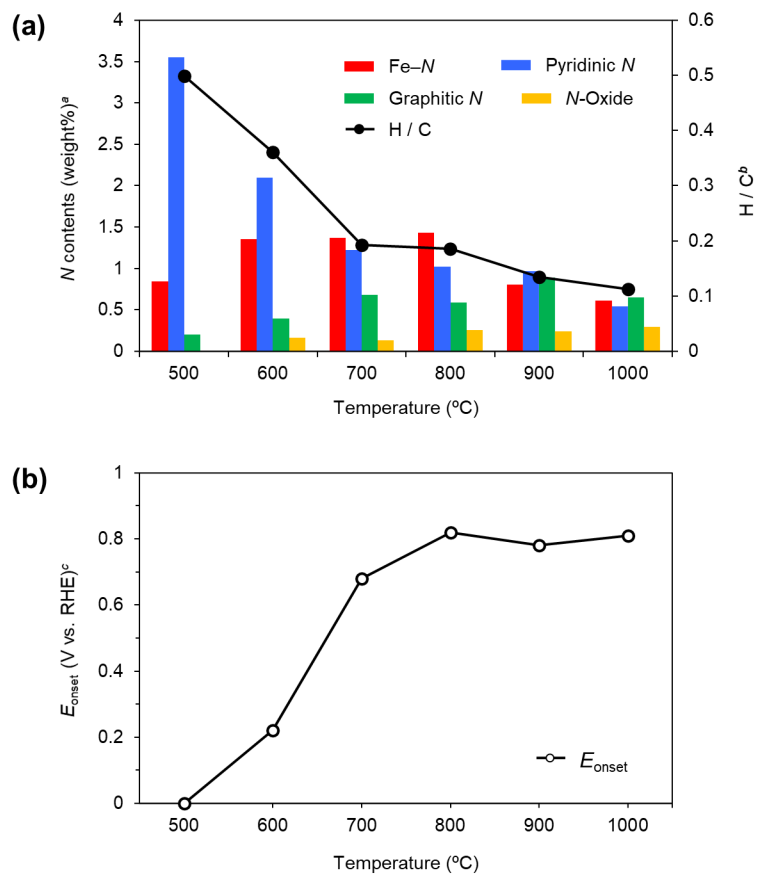 (a)
N contents (weight%)ᵃ
4
3.5
3
2.5
2
1.5
1
0.5
0
Fe–N
Pyridinic N
Graphitic N
N-Oxide
H / C
0.6
0.5
0.4
0.3
0.2
0.1
0
H / Cᵇ
500 600 700 800 900 1000
Temperature (ºC)
(b)
Eonset (V vs. RHE)ᶜ
1
0.8
0.6
0.4
0.2
0
Eonset
500 600 700 800 900 1000
Temperature (ºC)